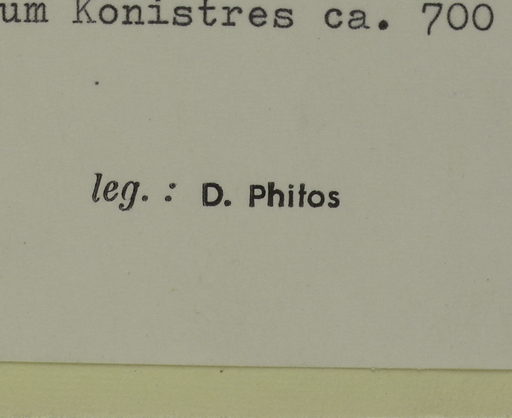 um Konistres ca. 700
leg. : D. Phitos